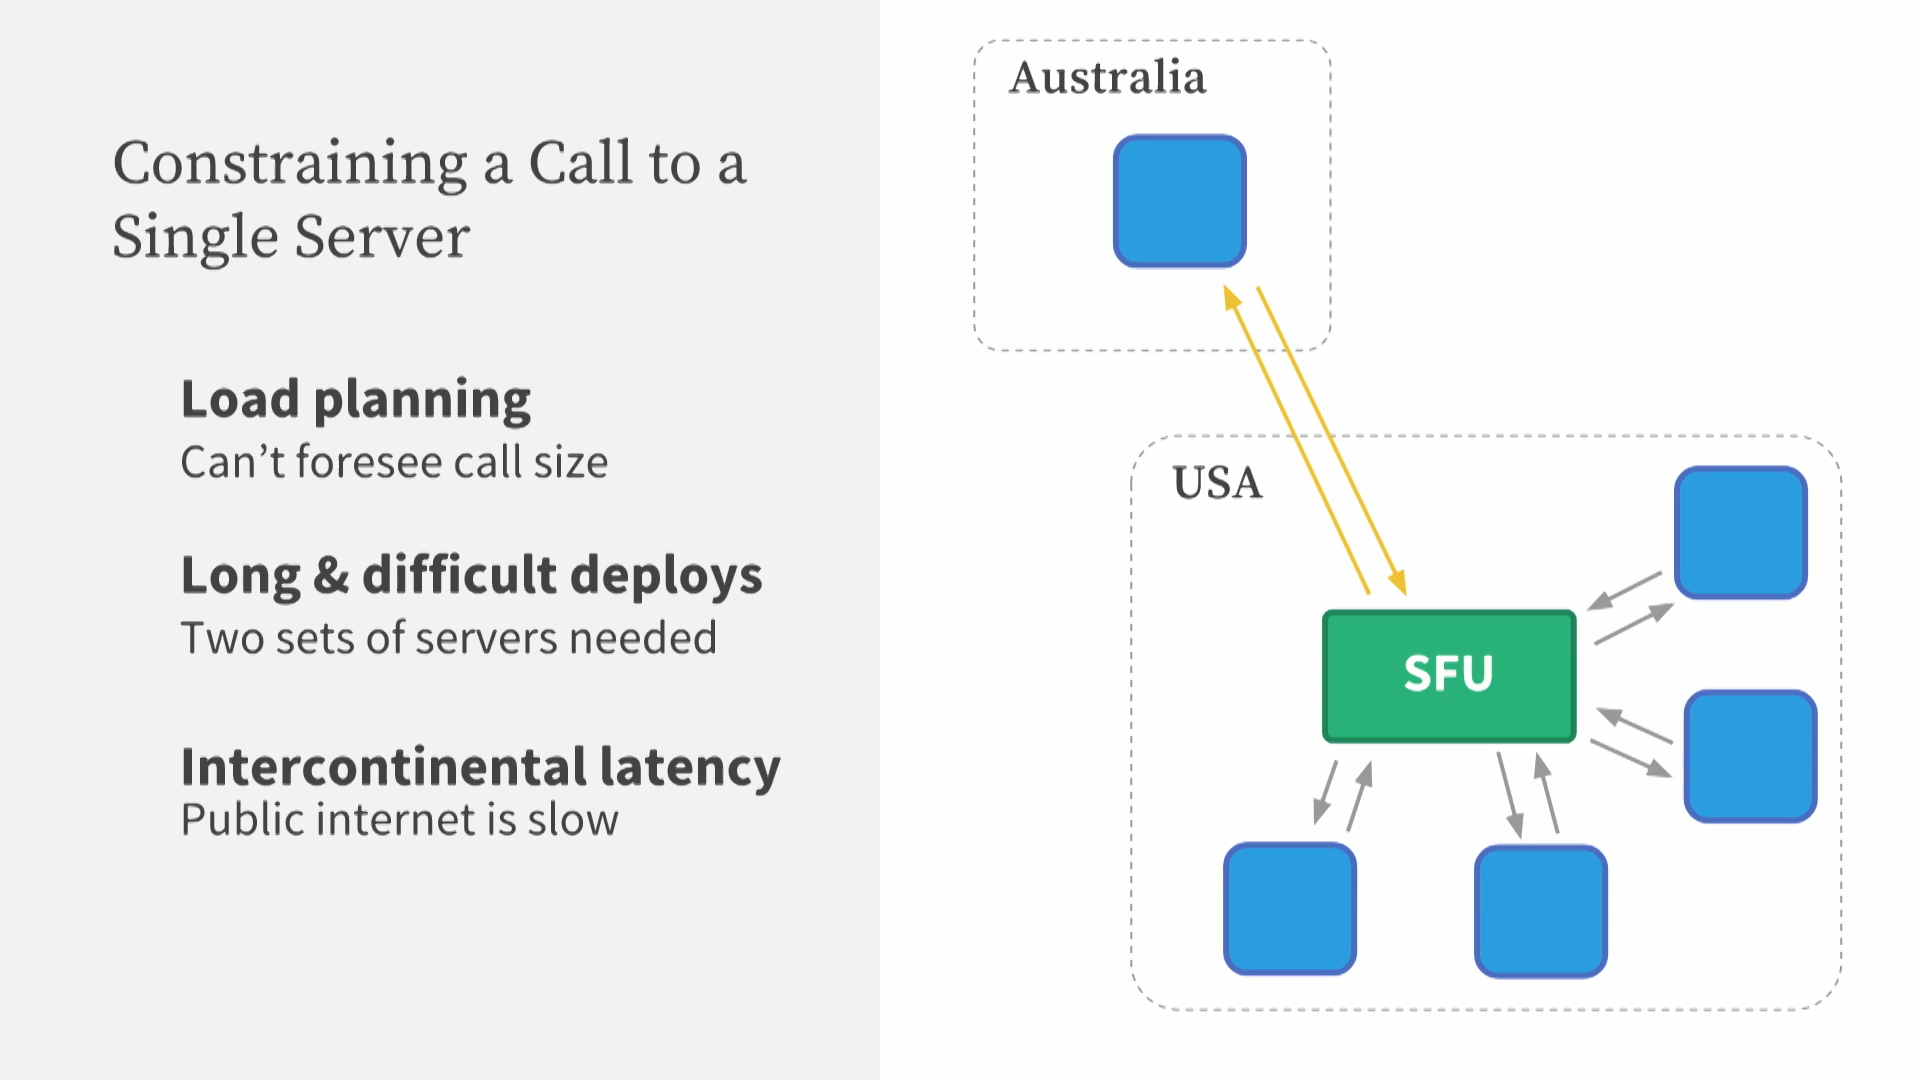 Constraining a Call to a
Single Server
Load planning
Can’t foresee call size
Long & difficult deploys
Two sets of servers needed
Intercontinental latency
Public internet is slow
Australia
USA
SFU